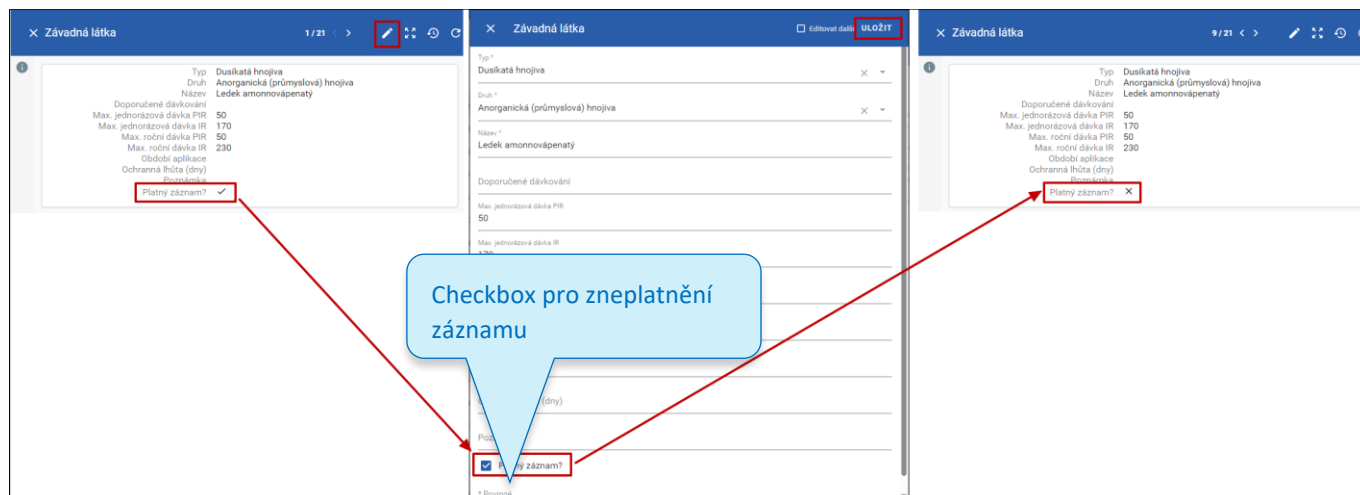 Závadná látka
1/21
Typ Dusíkatá hnojiva
Druh Anorganická (průmyslová) hnojiva
Název Ledek amonnovápenatý
Doporučené dávkování
Max. jednorázová dávka PIR 50
Max. jednorázová dávka IR 170
Max. roční dávka PIR 50
Max. roční dávka IR 230
Období aplikace
Ochranná lhůta (dny)
Poznámka
Platný záznam?
Závadná látka
Editovat další ULOŽIT
Typ *
Dusíkatá hnojiva
Druh *
Anorganická (průmyslová) hnojiva
Název *
Ledek amonnovápenatý
Doporučené dávkování
Max. jednorázová dávka PIR
50
Max. jednorázová dávka IR
170
Checkbox pro zneplatnění
záznamu
(dny)
záznam?
* Povinné
Závadná látka
9/21
Typ Dusíkatá hnojiva
Druh Anorganická (průmyslová) hnojiva
Název Ledek amonnovápenatý
Doporučené dávkování
Max. jednorázová dávka PIR 50
Max. jednorázová dávka IR 170
Max. roční dávka PIR 50
Max. roční dávka IR 230
Období aplikace
Ochranná lhůta (dny)
Poznámka
Platný záznam?